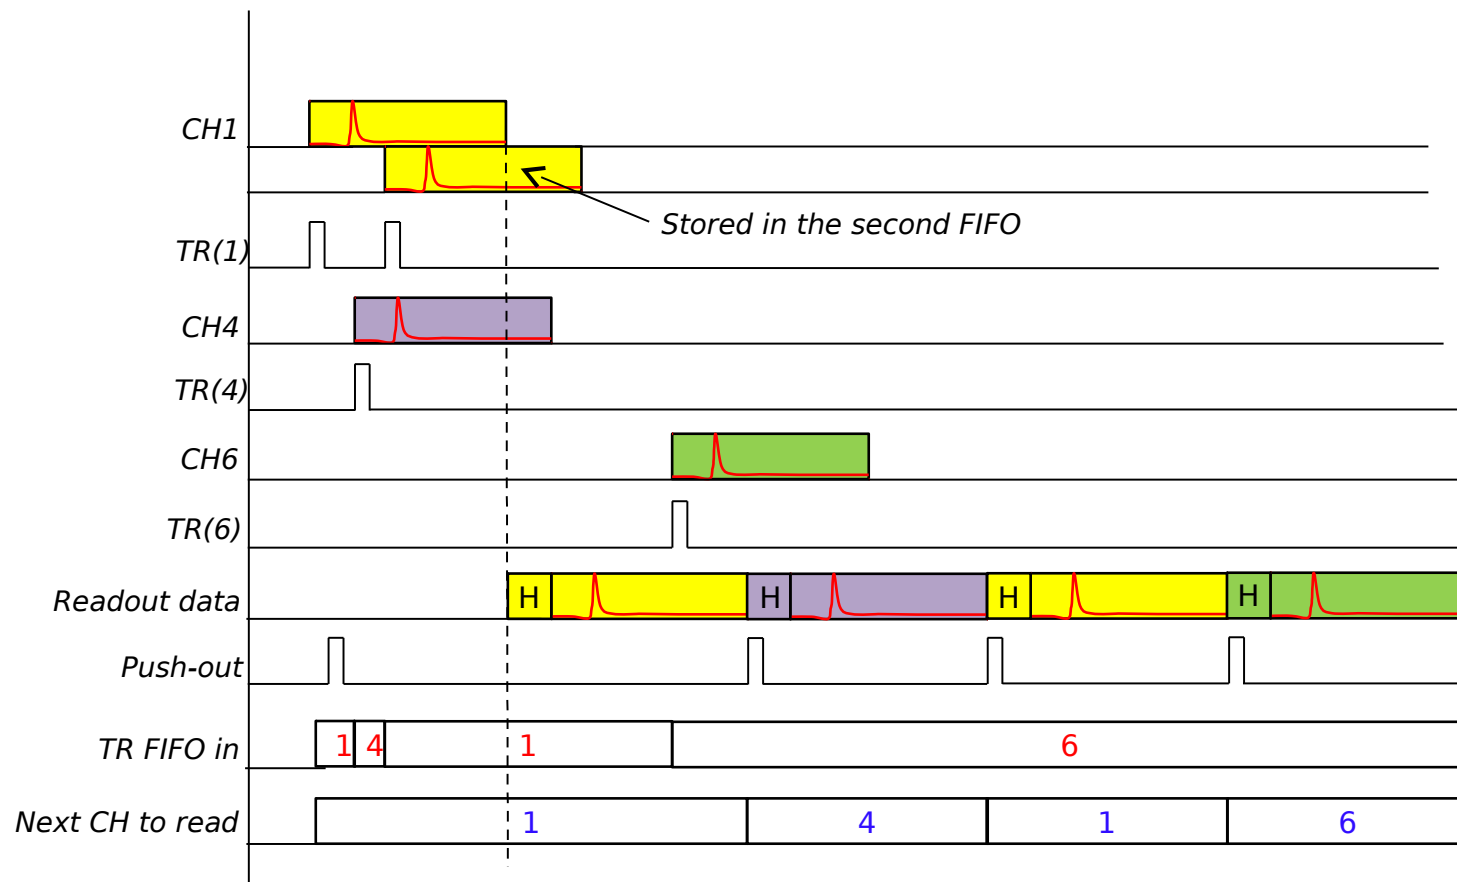 CH1
Stored in the second FIFO
TR(1)
CH4
TR(4)
CH6
TR(6)
Readout data H H H H
Push-out
TR FIFO in 1 4 1 6
Next CH to read 1 4 1 6